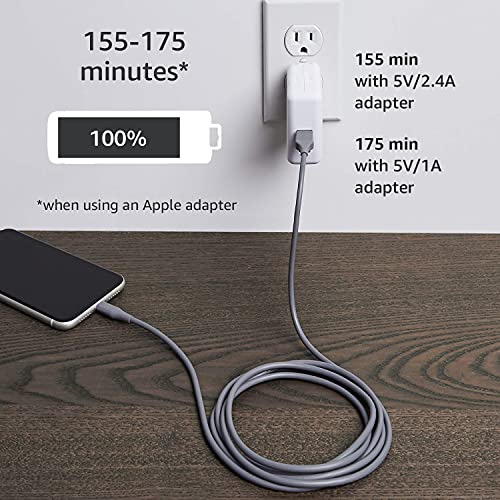 155-175
minutes*
100%
*when using an Apple adapter
155 min
with 5V/2.4A
adapter
175 min
with 5V/1A
adapter